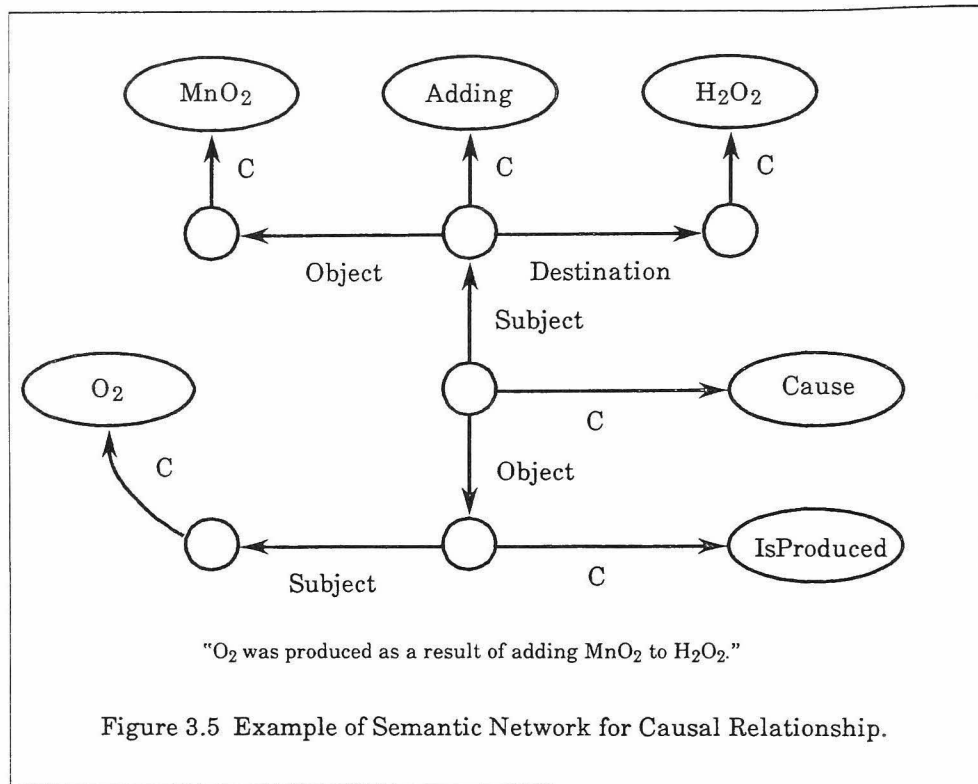 MnO₂ Adding H₂O₂
C C C
Object Destination
Subject
O₂ Cause
C
C
Object
IsProduced
Subject C
"O₂ was produced as a result of adding MnO₂ to H₂O₂."
Figure 3.5 Example of Semantic Network for Causal Relationship.